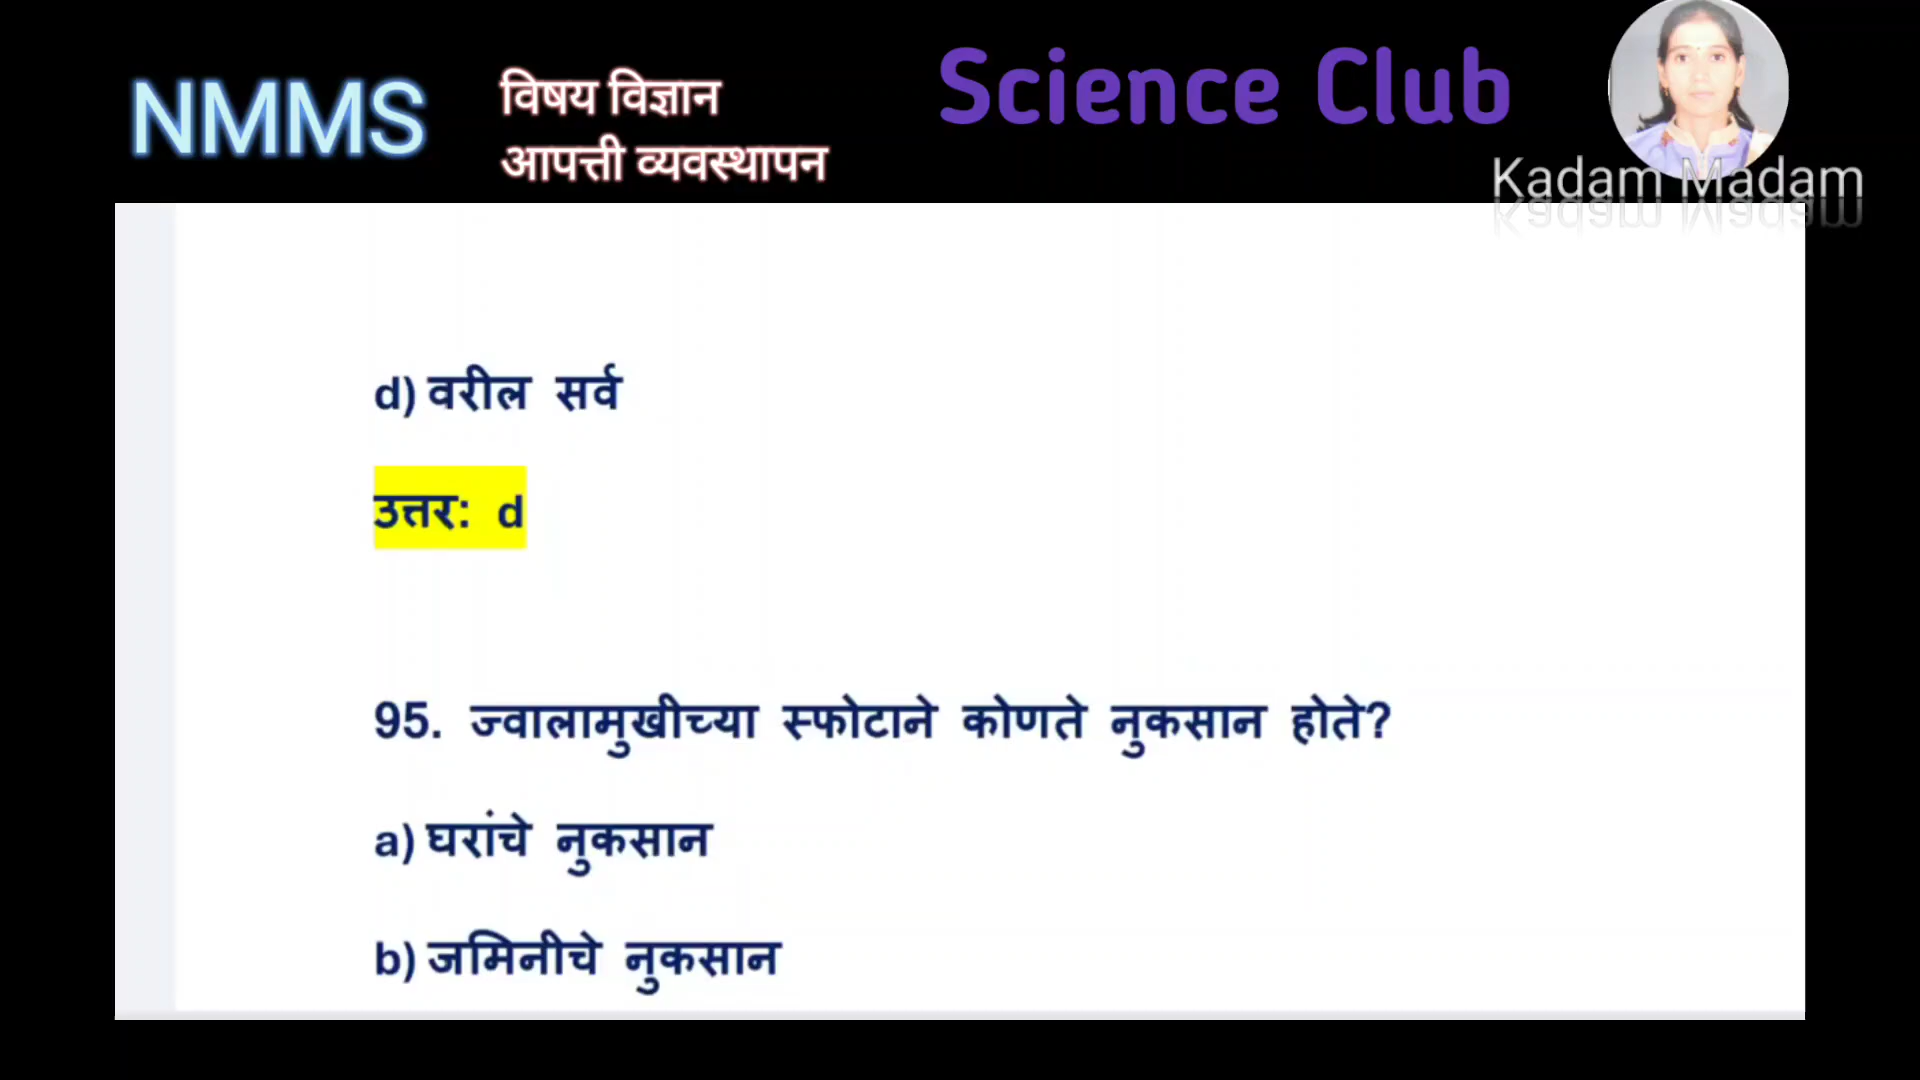 NMMS
विषय विज्ञान
आपत्ती व्यवस्थापन
Science Club
Kadam Madam
d) वरील सर्व
उत्तर: d
95. ज्वालामुखीच्या स्फोटाने कोणते नुकसान होते?
a) घरांचे नुकसान
b) जमिनीचे नुकसान